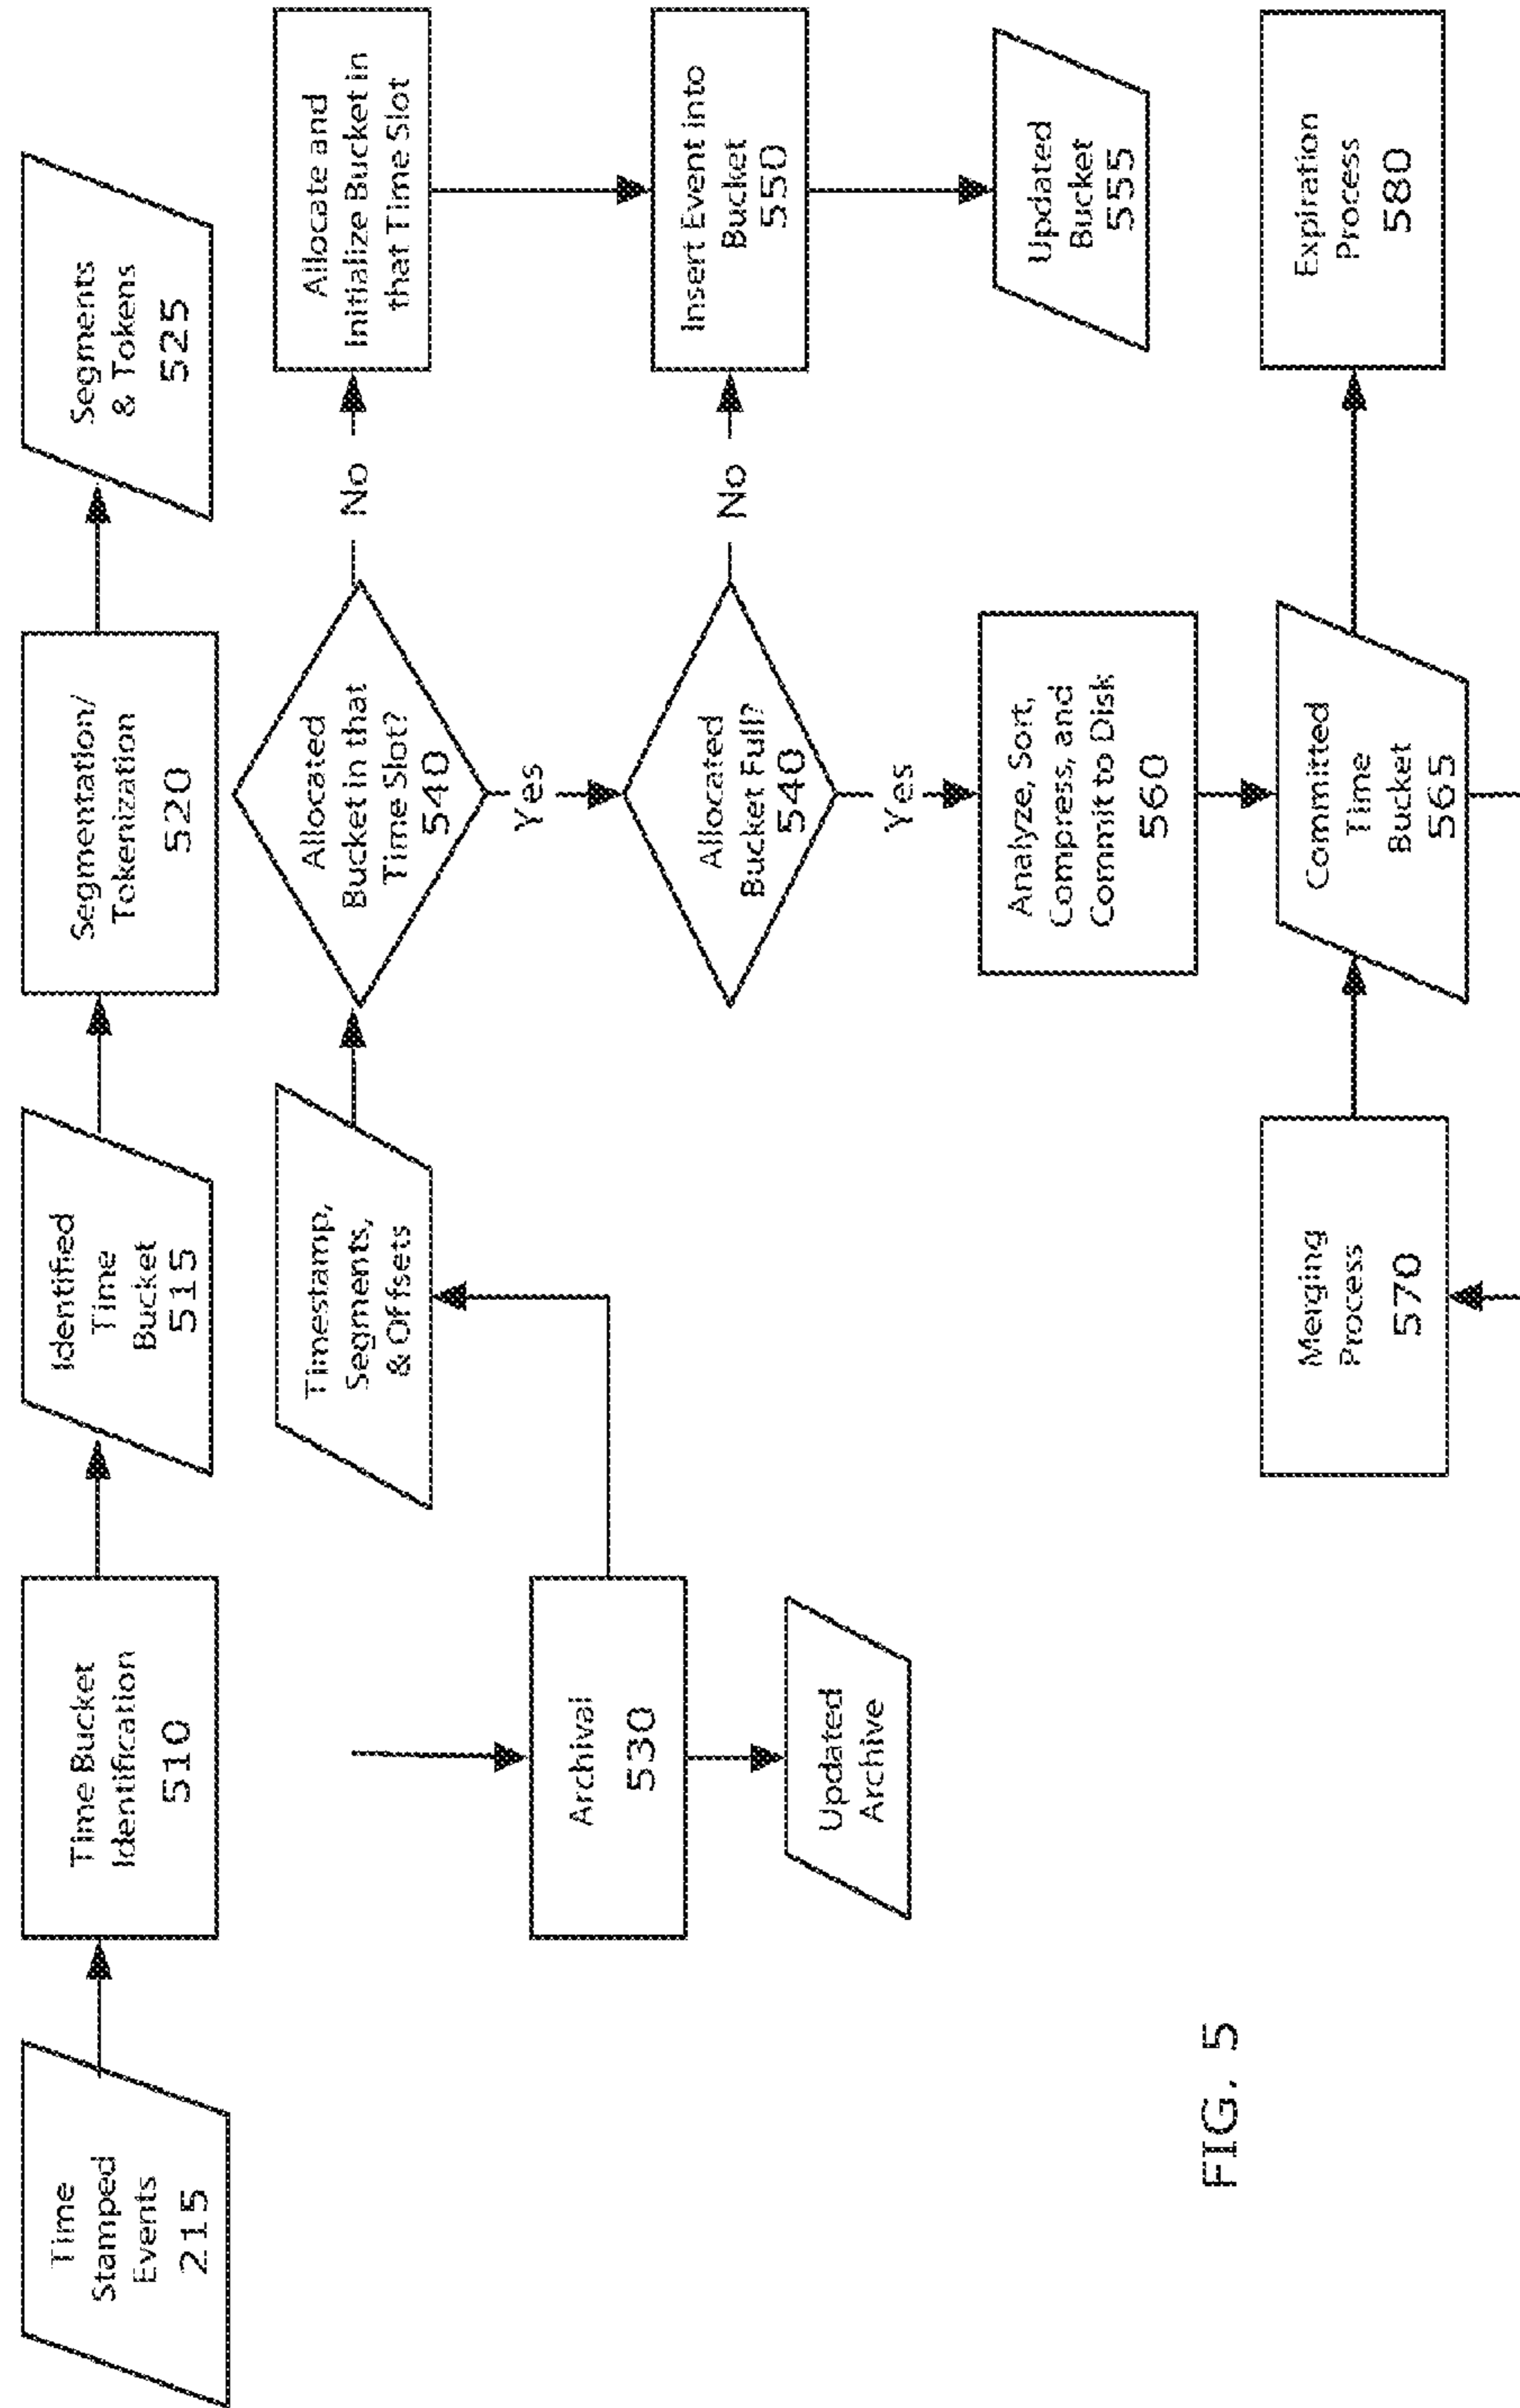 Time
Stamped
Events
215
Time Bucket
Identification
510
Identified
Time
Bucket
515
Segmentation/
Tokenization
520
Segments
& Tokens
525
Archival
530
Updated
Archive
Timestamp,
Segments,
& Offsets
Allocated
Bucket in that
Time Slot?
540
No
Allocate and
Initialize Bucket in
that Time Slot
Yes
Allocated
Bucket Full?
540
No
Insert Event into
Bucket
550
Updated
Bucket
555
Yes
Analyze, Sort,
Compress, and
Commit to Disk
560
Merging
Process
570
Committed
Time
Bucket
565
Expiration
Process
580
FIG. 5